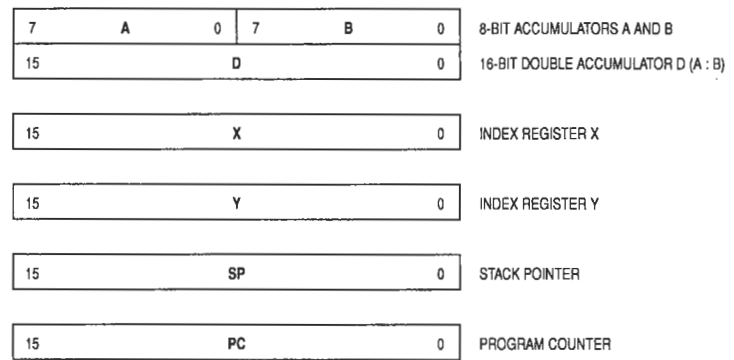 7 A 0 7 B 0 8-BIT ACCUMULATORS A AND B
15 D 0 16-BIT DOUBLE ACCUMULATOR D (A : B)
15 X 0 INDEX REGISTER X
15 Y 0 INDEX REGISTER Y
15 SP 0 STACK POINTER
15 PC 0 PROGRAM COUNTER